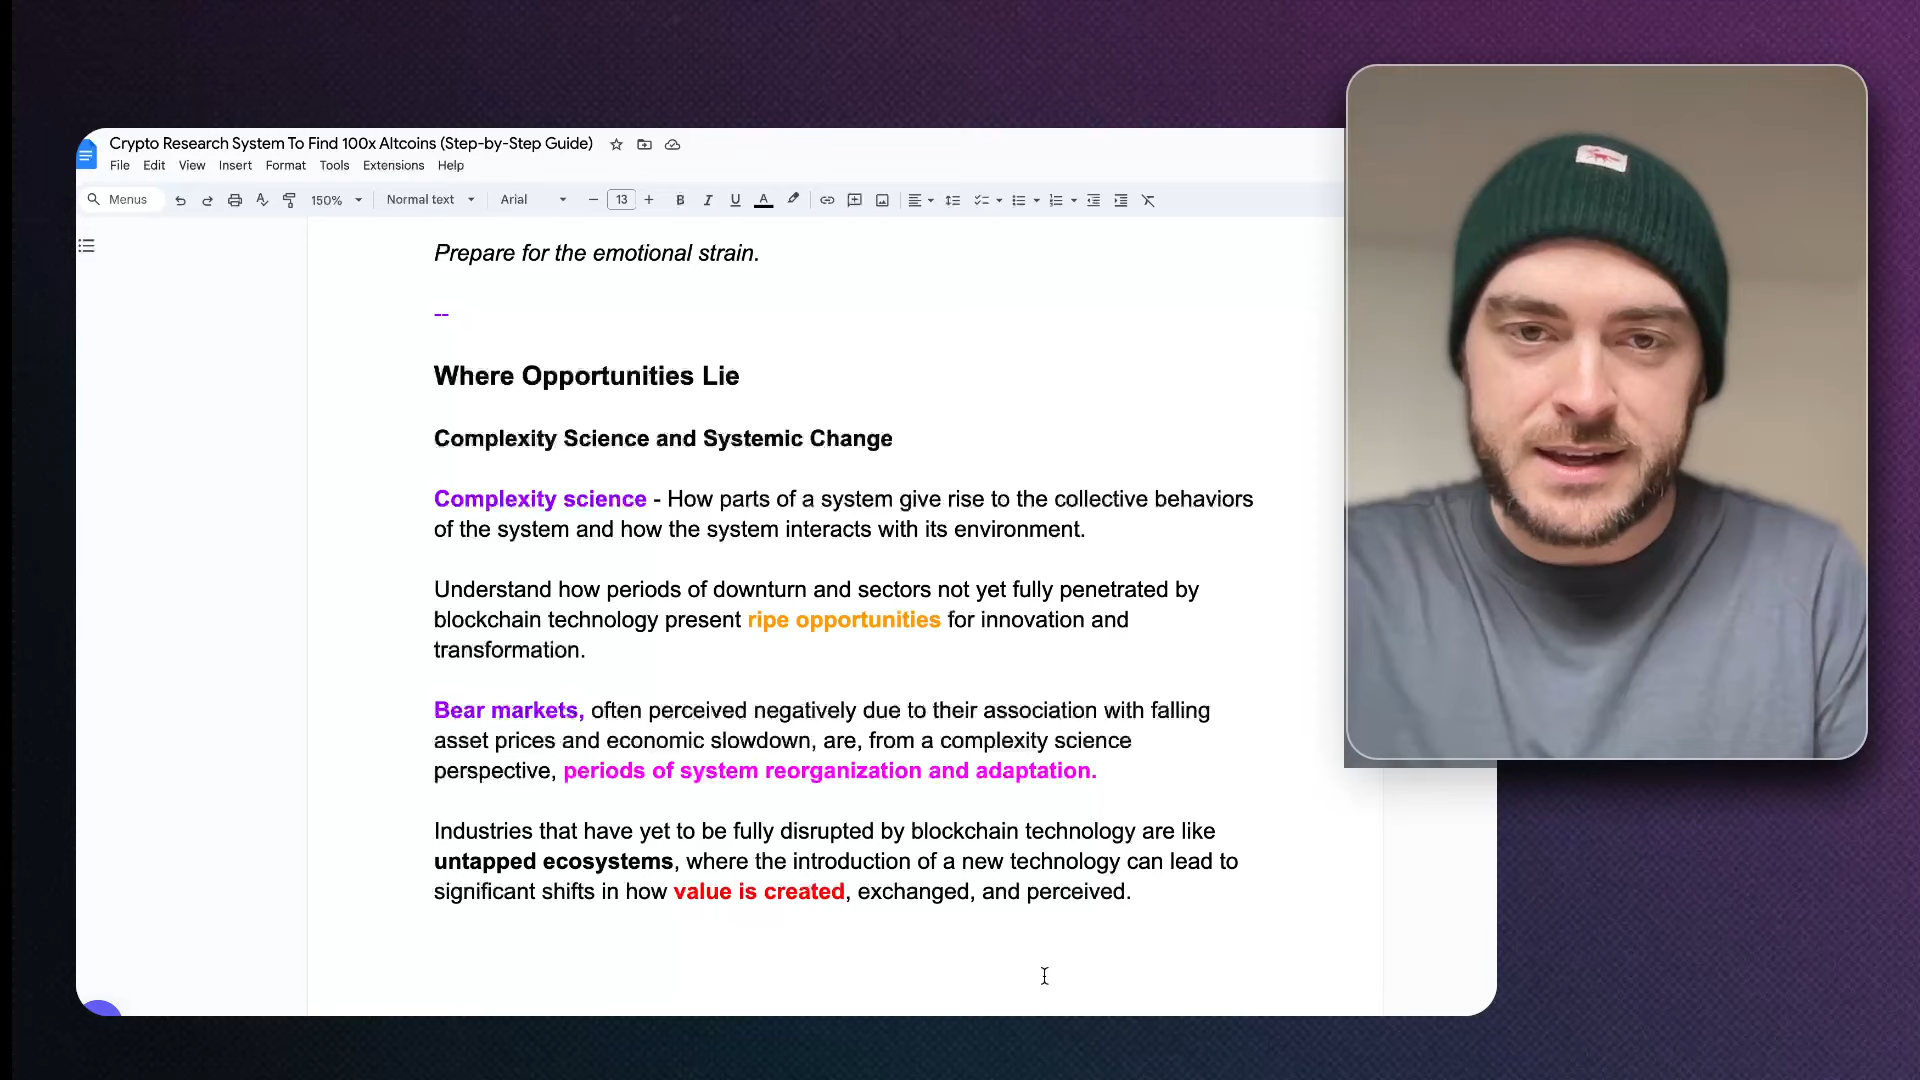 Crypto Research System To Find 100x Altcoins (Step-by-Step Guide)
File Edit View Insert Format Tools Extensions Help
Menus 150% Normal text Arial 13 B I U A
Prepare for the emotional strain.
--
Where Opportunities Lie
Complexity Science and Systemic Change
Complexity science - How parts of a system give rise to the collective behaviors
of the system and how the system interacts with its environment.
Understand how periods of downturn and sectors not yet fully penetrated by
blockchain technology present ripe opportunities for innovation and
transformation.
Bear markets, often perceived negatively due to their association with falling
asset prices and economic slowdown, are, from a complexity science
perspective, periods of system reorganization and adaptation.
Industries that have yet to be fully disrupted by blockchain technology are like
untapped ecosystems, where the introduction of a new technology can lead to
significant shifts in how value is created, exchanged, and perceived.